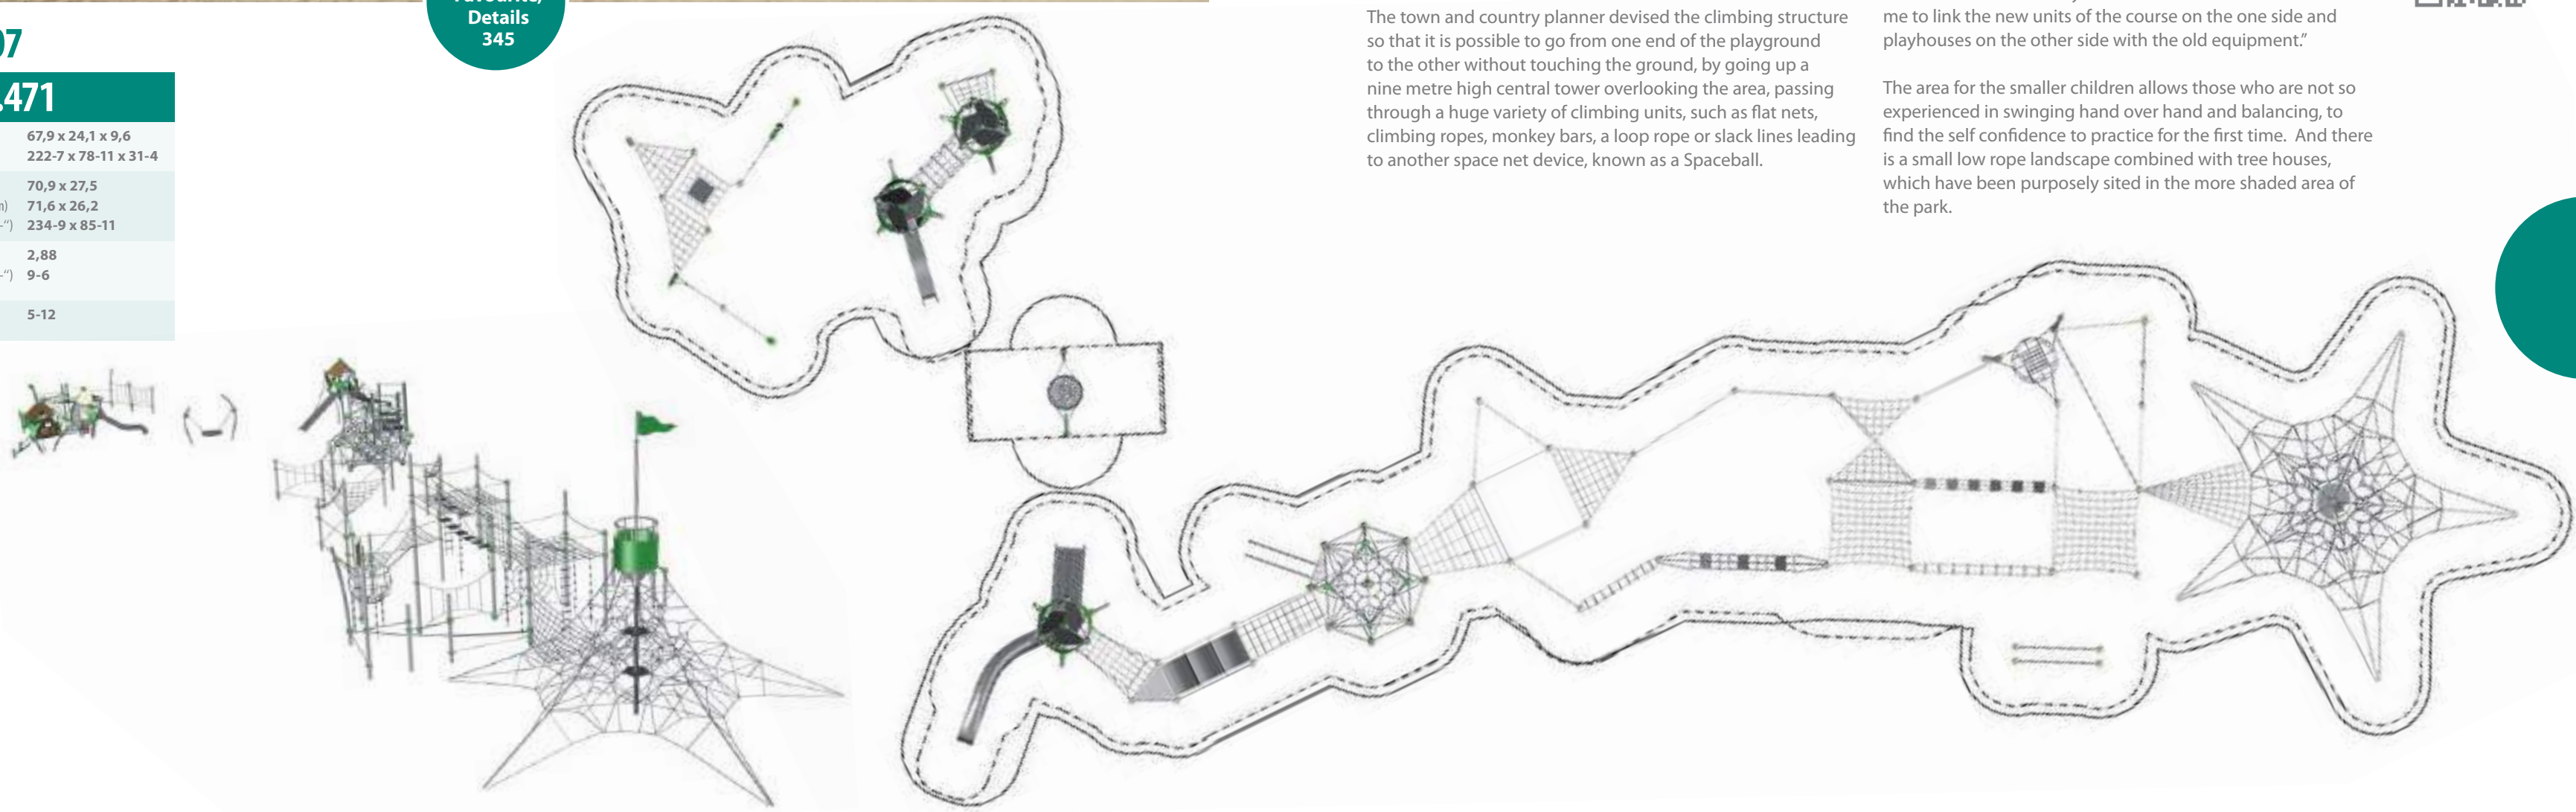 Details
345
07
.471
67,9 x 24,1 x 9,6
222-7 x 78-11 x 31-4
70,9 x 27,5
71,6 x 26,2
-“) 234-9 x 85-11
2,88
-“) 9-6
5-12
The town and country planner devised the climbing structure
so that it is possible to go from one end of the playground
to the other without touching the ground, by going up a
nine metre high central tower overlooking the area, passing
through a huge variety of climbing units, such as flat nets,
climbing ropes, monkey bars, a loop rope or slack lines leading
to another space net device, known as a Spaceball.
me to link the new units of the course on the one side and
playhouses on the other side with the old equipment.”
The area for the smaller children allows those who are not so
experienced in swinging hand over hand and balancing, to
find the self confidence to practice for the first time. And there
is a small low rope landscape combined with tree houses,
which have been purposely sited in the more shaded area of
the park.